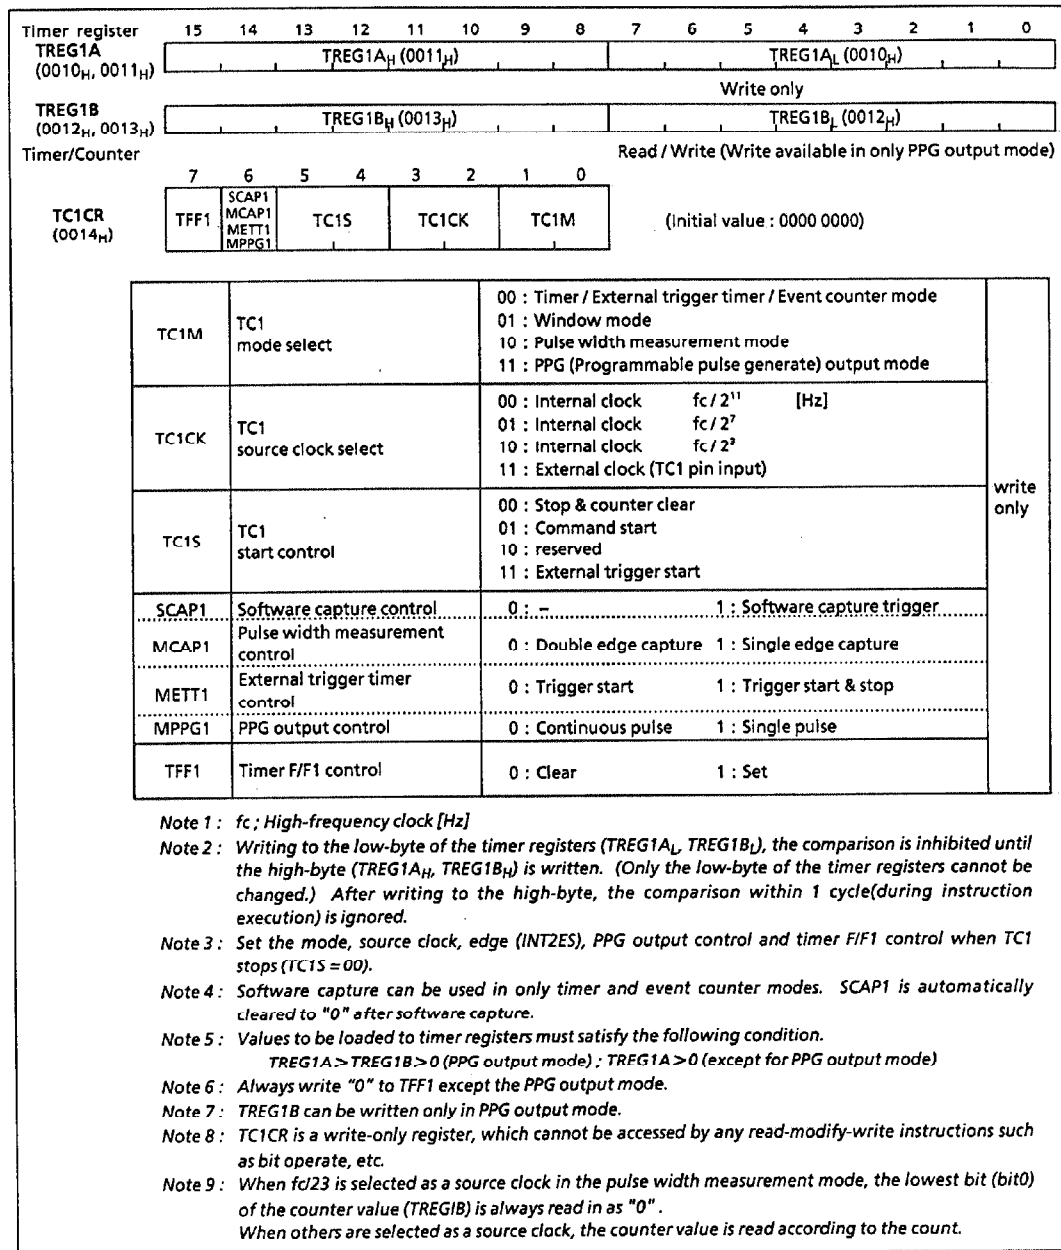 Timer register 15 14 13 12 11 10 9 8 7 6 5 4 3 2 1 0
TREG1A
(0010H, 0011H) TREG1AH (0011H) TREG1AL (0010H)
Write only
TREG1B
(0012H, 0013H) TREG1BH (0013H) TREG1BL (0012H)
Timer/Counter Read / Write (Write available in only PPG output mode)
7 6 5 4 3 2 1 0
TC1CR
(0014H)
TFF1
SCAP1
MCAP1
METT1
MPPG1
TC1S TC1CK TC1M (Initial value : 0000 0000)
TC1M
TC1
mode select
00 : Timer / External trigger timer / Event counter mode
01 : Window mode
10 : Pulse width measurement mode
11 : PPG (Programmable pulse generate) output mode
TC1CK
TC1
source clock select
00 : Internal clock fc / 2¹¹ [Hz]
01 : Internal clock fc / 2⁷
10 : Internal clock fc / 2³
11 : External clock (TC1 pin input)
TC1S
TC1
start control
00 : Stop & counter clear
01 : Command start
10 : reserved
11 : External trigger start
write
only
SCAP1 Software capture control 0 : – 1 : Software capture trigger
MCAP1 Pulse width measurement
control 0 : Double edge capture 1 : Single edge capture
METT1 External trigger timer
control 0 : Trigger start 1 : Trigger start & stop
MPPG1 PPG output control 0 : Continuous pulse 1 : Single pulse
TFF1 Timer F/F1 control 0 : Clear 1 : Set
Note 1 : fc ; High-frequency clock [Hz]
Note 2 : Writing to the low-byte of the timer registers (TREG1AL, TREG1BL), the comparison is inhibited until
the high-byte (TREG1AH, TREG1BH) is written. (Only the low-byte of the timer registers cannot be
changed.) After writing to the high-byte, the comparison within 1 cycle(during instruction
execution) is ignored.
Note 3 : Set the mode, source clock, edge (INT2ES), PPG output control and timer F/F1 control when TC1
stops (TC1S = 00).
Note 4 : Software capture can be used in only timer and event counter modes. SCAP1 is automatically
cleared to "0" after software capture.
Note 5 : Values to be loaded to timer registers must satisfy the following condition.
TREG1A > TREG1B > 0 (PPG output mode) ; TREG1A > 0 (except for PPG output mode)
Note 6 : Always write "0" to TFF1 except the PPG output mode.
Note 7 : TREG1B can be written only in PPG output mode.
Note 8 : TC1CR is a write-only register, which cannot be accessed by any read-modify-write instructions such
as bit operate, etc.
Note 9 : When fc/23 is selected as a source clock in the pulse width measurement mode, the lowest bit (bit0)
of the counter value (TREGIB) is always read in as "0" .
When others are selected as a source clock, the counter value is read according to the count.